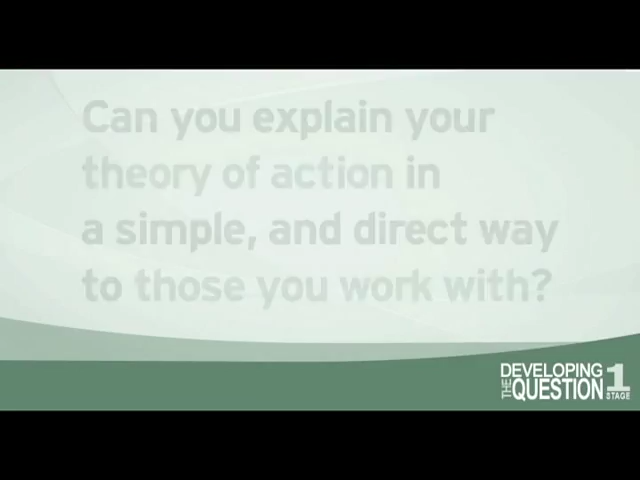 Can you explain your
theory of action in
a simple, and direct way
to those you work with?
DEVELOPING
THE QUESTION 1
STAGE